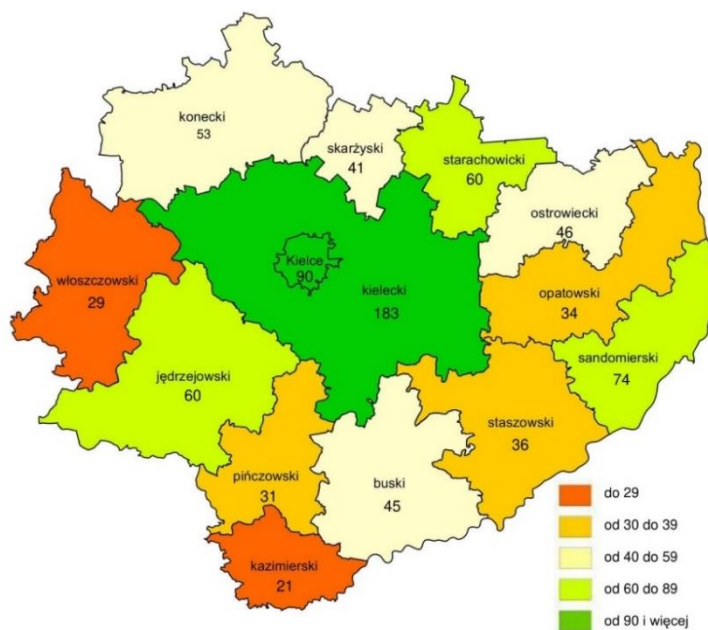 konecki
53
skarżyski
41
starachowicki
60
ostrowiecki
46
włoszczowski
29
Kielce
90
kielecki
183
opatowski
34
sandomierski
74
jędrzejowski
60
staszowski
36
pińczowski
31
buski
45
kazimierski
21
do 29
od 30 do 39
od 40 do 59
od 60 do 89
od 90 i więcej